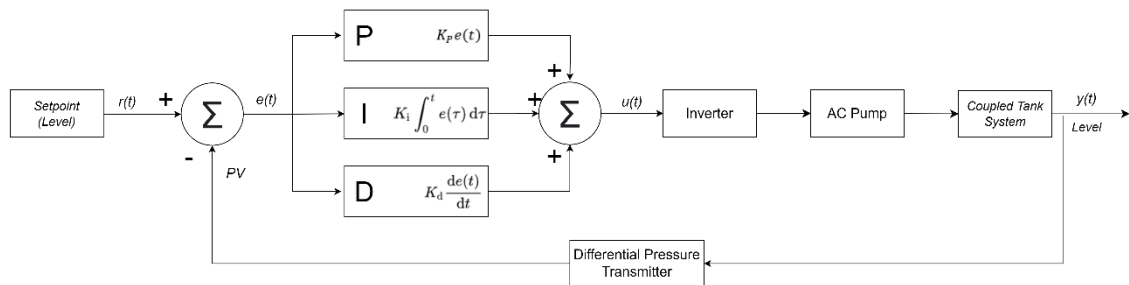 P K_P e(t)
+
Setpoint
(Level)
r(t)
+
Σ
e(t)
I K_i ∫_0^t e(τ) dτ
+
Σ
u(t)
Inverter
AC Pump
Coupled Tank
System
y(t)
Level
-
PV
+
D K_d de(t)/dt
Differential Pressure
Transmitter